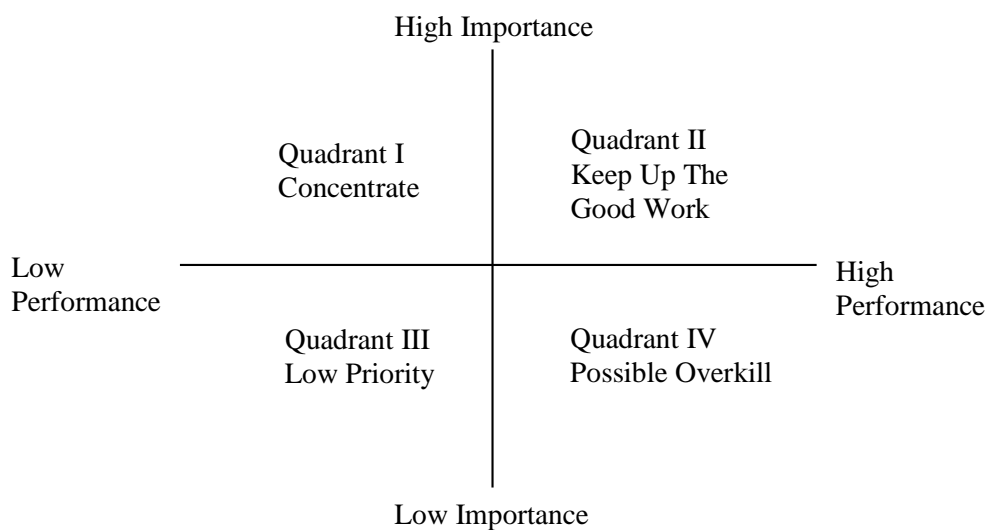 High Importance
Quadrant I
Concentrate
Quadrant II
Keep Up The
Good Work
Low
Performance
High
Performance
Quadrant III
Low Priority
Quadrant IV
Possible Overkill
Low Importance